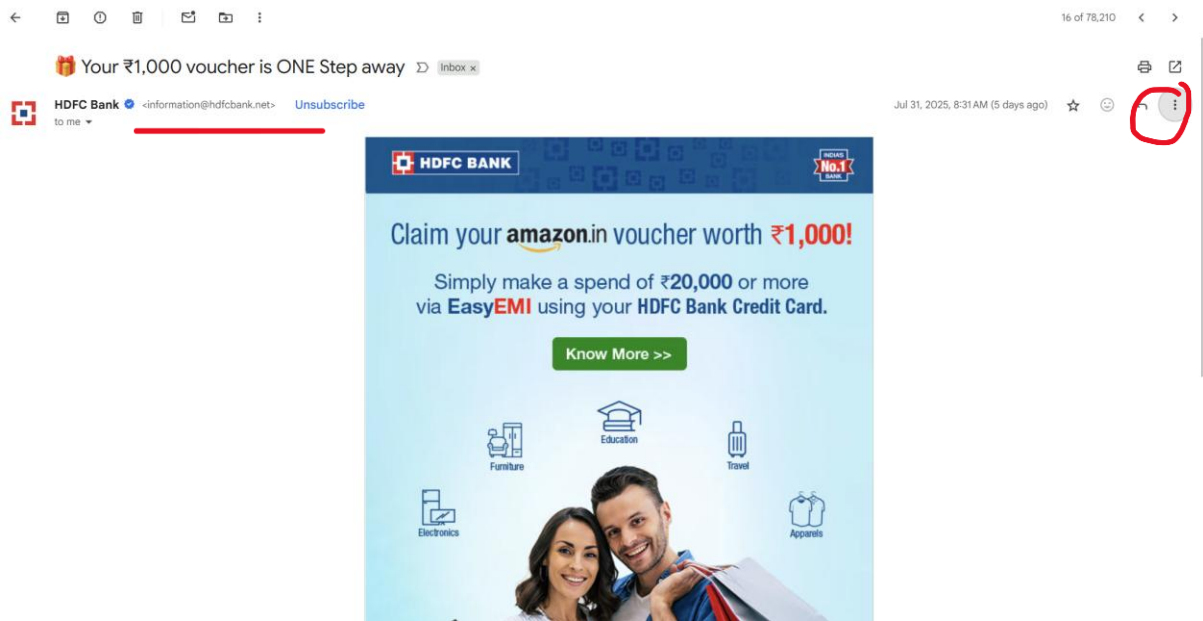 16 of 78,210
🎁 Your ₹1,000 voucher is ONE Step away Inbox x
HDFC Bank <information@hdfcbank.net> Unsubscribe
Jul 31, 2025, 8:31 AM (5 days ago)
to me
HDFC BANK
INDIA'S
No.1
BANK
Claim your amazon.in voucher worth ₹1,000!
Simply make a spend of ₹20,000 or more
via EasyEMI using your HDFC Bank Credit Card.
Know More >>
Education
Furniture
Travel
Electronics
Apparels